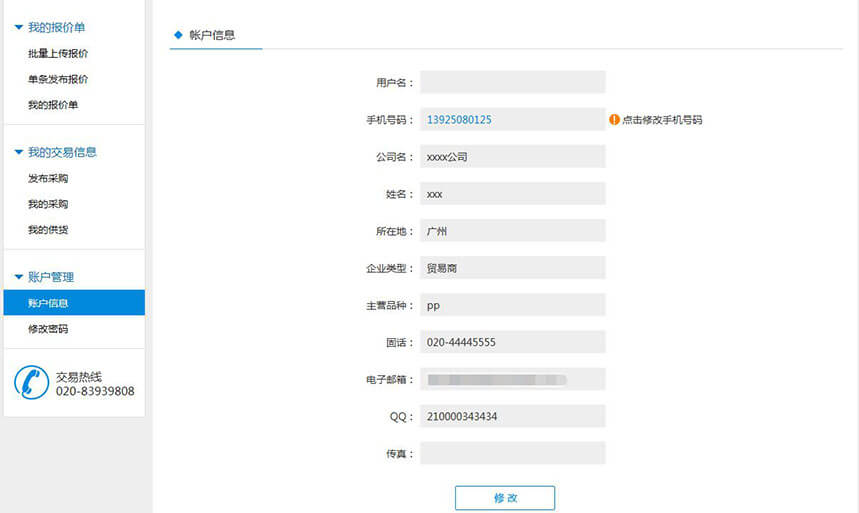 我的报价单
批量上传报价
单条发布报价
我的报价单
我的交易信息
发布采购
我的采购
我的供货
账户管理
账户信息
修改密码
交易热线
020-83939808
帐户信息
用户名：
手机号码： 13925080125 点击修改手机号码
公司名： xxxx公司
姓名： xxx
所在地： 广州
企业类型： 贸易商
主营品种： pp
固话： 020-44445555
电子邮箱：
QQ： 210000343434
传真：
修 改